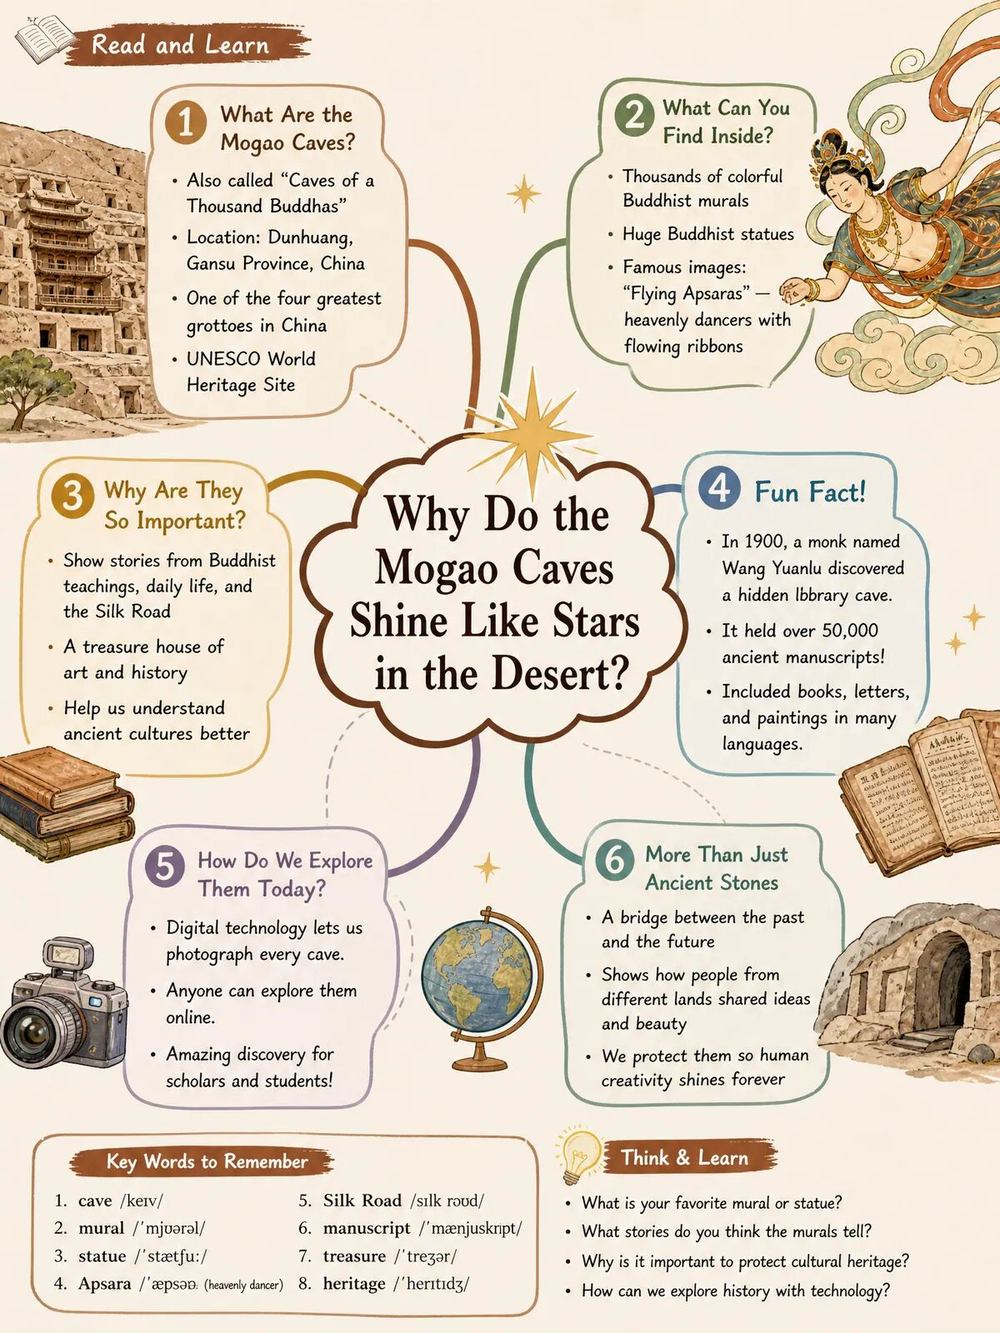 Read and Learn
1
What Are the
Mogao Caves?
• Also called “Caves of a
Thousand Buddhas”
• Location: Dunhuang,
Gansu Province, China
• One of the four greatest
grottoes in China
• UNESCO World
Heritage Site
2
What Can You
Find Inside?
• Thousands of colorful
Buddhist murals
• Huge Buddhist statues
• Famous images:
“Flying Apsaras” —
heavenly dancers with
flowing ribbons
Why Do the
Mogao Caves
Shine Like Stars
in the Desert?
3
Why Are They
So Important?
• Show stories from Buddhist
teachings, daily life, and
the Silk Road
• A treasure house of
art and history
• Help us understand
ancient cultures better
4
Fun Fact!
• In 1900, a monk named
Wang Yuanlu discovered
a hidden lbbrary cave.
• It held over 50,000
ancient manuscripts!
• Included books, letters,
and paintings in many
languages.
5
How Do We Explore
Them Today?
• Digital technology lets us
photograph every cave.
• Anyone can explore them
online.
• Amazing discovery for
scholars and students!
6
More Than Just
Ancient Stones
• A bridge between the past
and the future
• Shows how people from
different lands shared ideas
and beauty
• We protect them so human
creativity shines forever
Key Words to Remember
1. cave /keɪv/
2. mural /ˈmjʊərəl/
3. statue /ˈstætʃuː/
4. Apsara (heavenly dancer)
5. Silk Road /sɪlk rəʊd/
6. manuscript /ˈmænjuskrɪpt/
7. treasure /ˈtreʒər/
8. heritage /ˈherɪtɪdʒ/
Think & Learn
• What is your favorite mural or statue?
• What stories do you think the murals tell?
• Why is it important to protect cultural heritage?
• How can we explore history with technology?